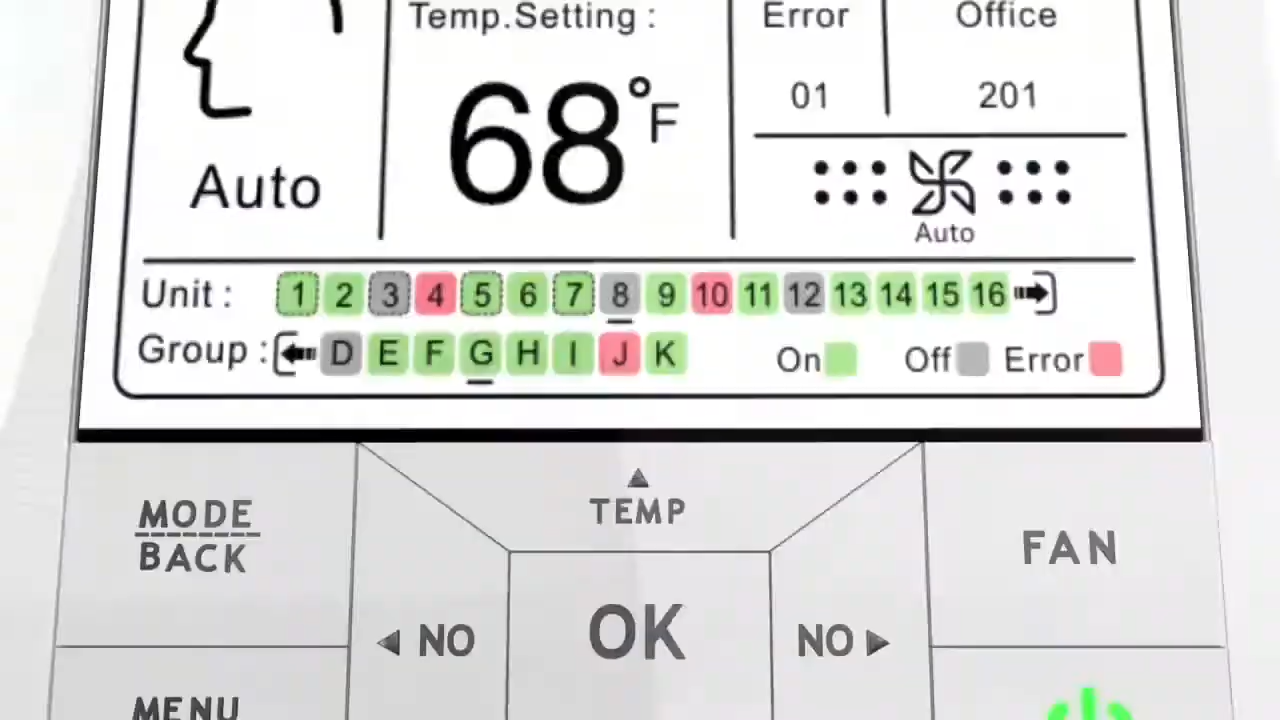 Temp.Setting :
Error
Office
68°F
01
201
Auto
Auto
Unit : 1 2 3 4 5 6 7 8 9 10 11 12 13 14 15 16
Group : D E F G H I J K
On Off Error
MODE
BACK
TEMP
FAN
NO
OK
NO
MENU